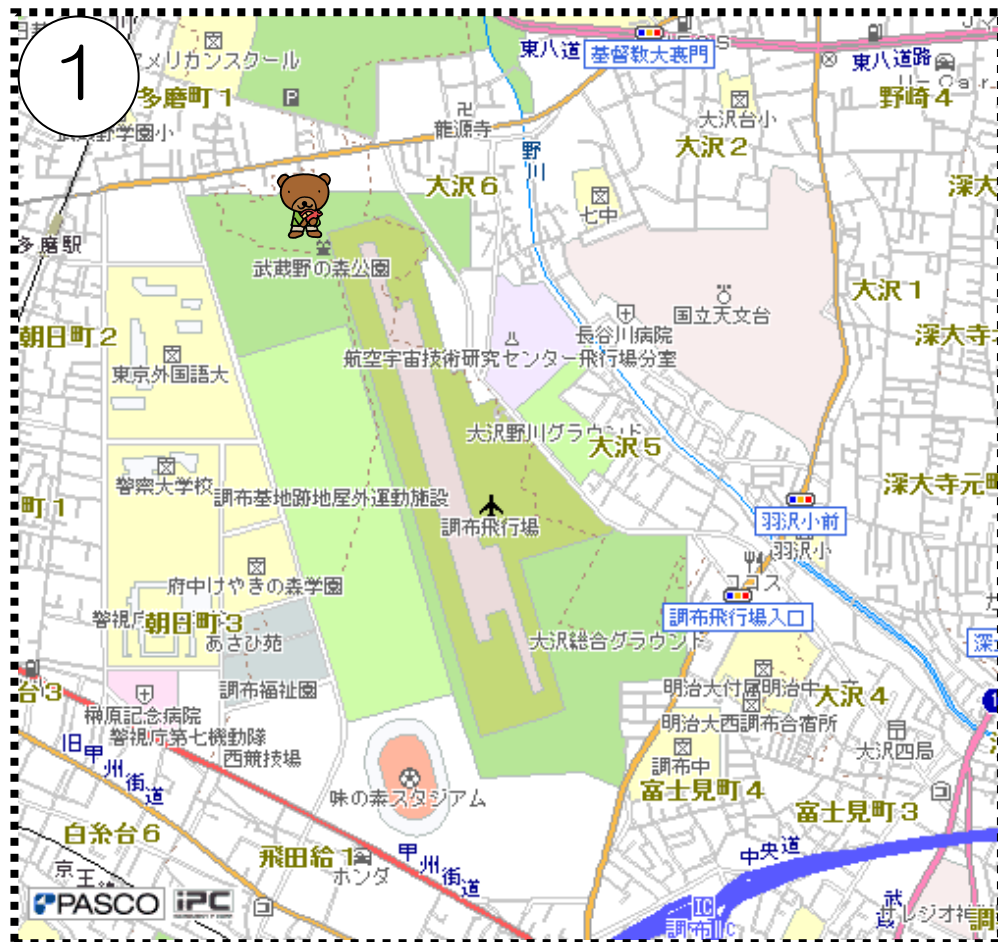 1
東八道
基督教大裏門
東八道路
メリカンスクール
多磨町1
P
野崎4
龍源寺
大沢台小
大沢2
野川
大沢6
七中
多磨駅
武蔵野の森公園
国立天文台
大沢1
長谷川病院
朝日町2
航空宇宙技術研究センター飛行場分室
東京外国語大
大沢野川グラウンド
大沢5
警察大学校
調布基地跡地屋外運動施設
町1
深大寺元町
調布飛行場
羽沢小前
羽沢小
ココス
府中けやきの森学園
調布飛行場入口
朝日町3
あさひ苑
大沢総合グラウンド
台3
調布福祉園
明治大付属明治中
大沢4
榊原記念病院
明治大西調布合宿所
警視庁第七機動隊
西競技場
大沢四局
旧甲州街道
調布中
味の素スタジアム
富士見町4
富士見町3
白糸台6
飛田給1
ホンダ
甲州街道
中央道
京王
PASCO
iPC
IC
調布IC